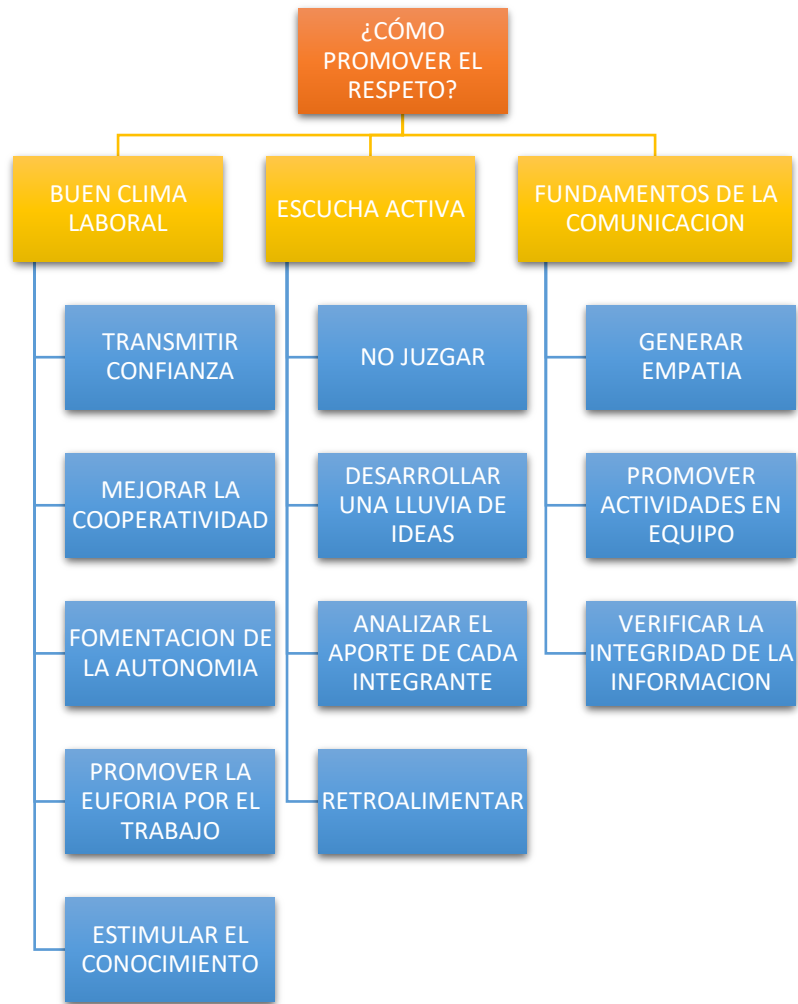 ¿CÓMO
PROMOVER EL
RESPETO?
BUEN CLIMA
LABORAL
TRANSMITIR
CONFIANZA
MEJORAR LA
COOPERATIVIDAD
FOMENTACION DE
LA AUTONOMIA
PROMOVER LA
EUFORIA POR EL
TRABAJO
ESTIMULAR EL
CONOCIMIENTO
ESCUCHA ACTIVA
NO JUZGAR
DESARROLLAR
UNA LLUVIA DE
IDEAS
ANALIZAR EL
APORTE DE CADA
INTEGRANTE
RETROALIMENTAR
FUNDAMENTOS DE LA
COMUNICACION
GENERAR
EMPATIA
PROMOVER
ACTIVIDADES EN
EQUIPO
VERIFICAR LA
INTEGRIDAD DE LA
INFORMACION